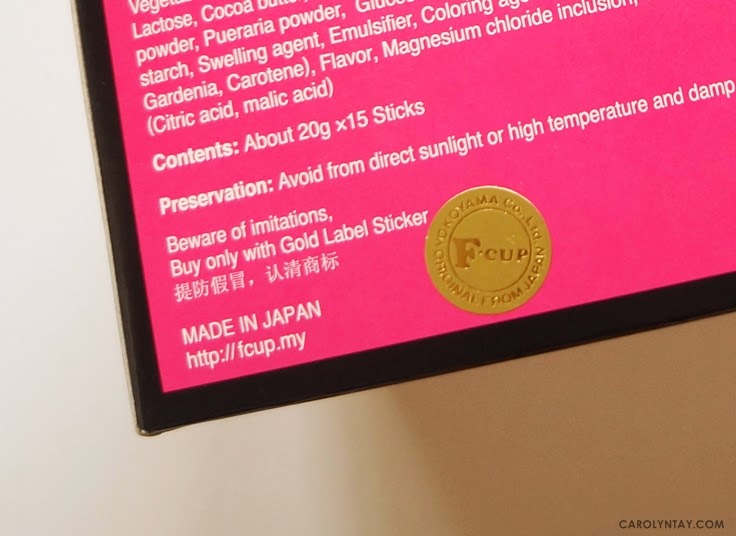 Lactose, Cocoa butter,
powder, Pueraria powder, Glucose
starch, Swelling agent, Emulsifier, Coloring
Gardenia, Carotene), Flavor, Magnesium chloride inclusion,
(Citric acid, malic acid)
Contents: About 20g ×15 Sticks
Preservation: Avoid from direct sunlight or high temperature and damp
Beware of imitations,
Buy only with Gold Label Sticker
提防假冒，认清商标
MADE IN JAPAN
http://fcup.my
YOKOYAMA Co.,Ltd
F-CUP
ORIGINAL FROM JAPAN
CAROLYNTAY.COM